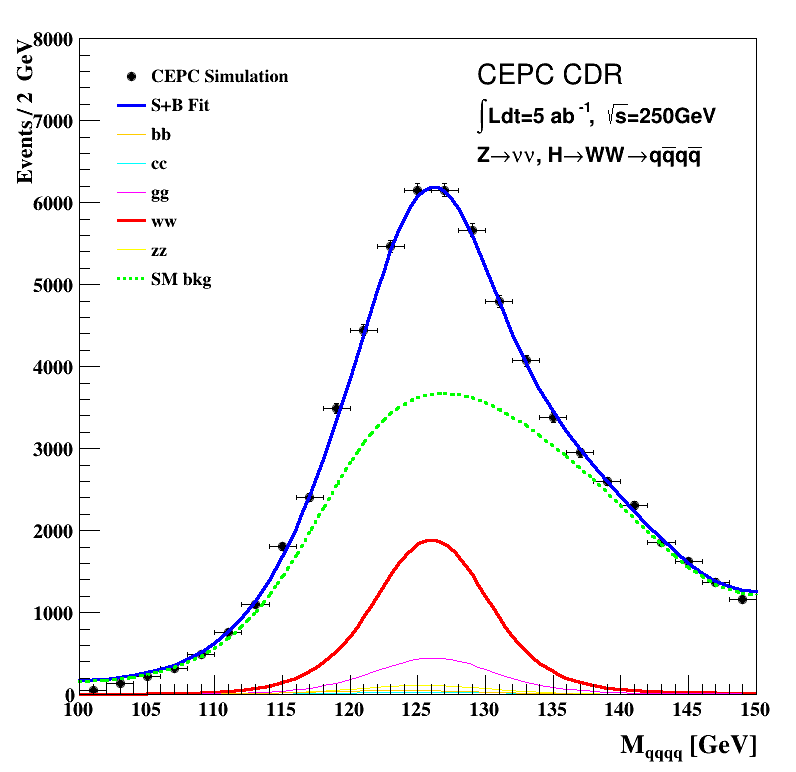 8000
7000
6000
5000
4000
3000
2000
1000
0
Events / 2 GeV
CEPC Simulation
S+B Fit
bb
cc
gg
ww
zz
SM bkg
CEPC CDR
∫Ldt=5 ab⁻¹, √s=250GeV
Z→νν, H→WW→qq̅qq̅
100 105 110 115 120 125 130 135 140 145 150
M_qqqq [GeV]